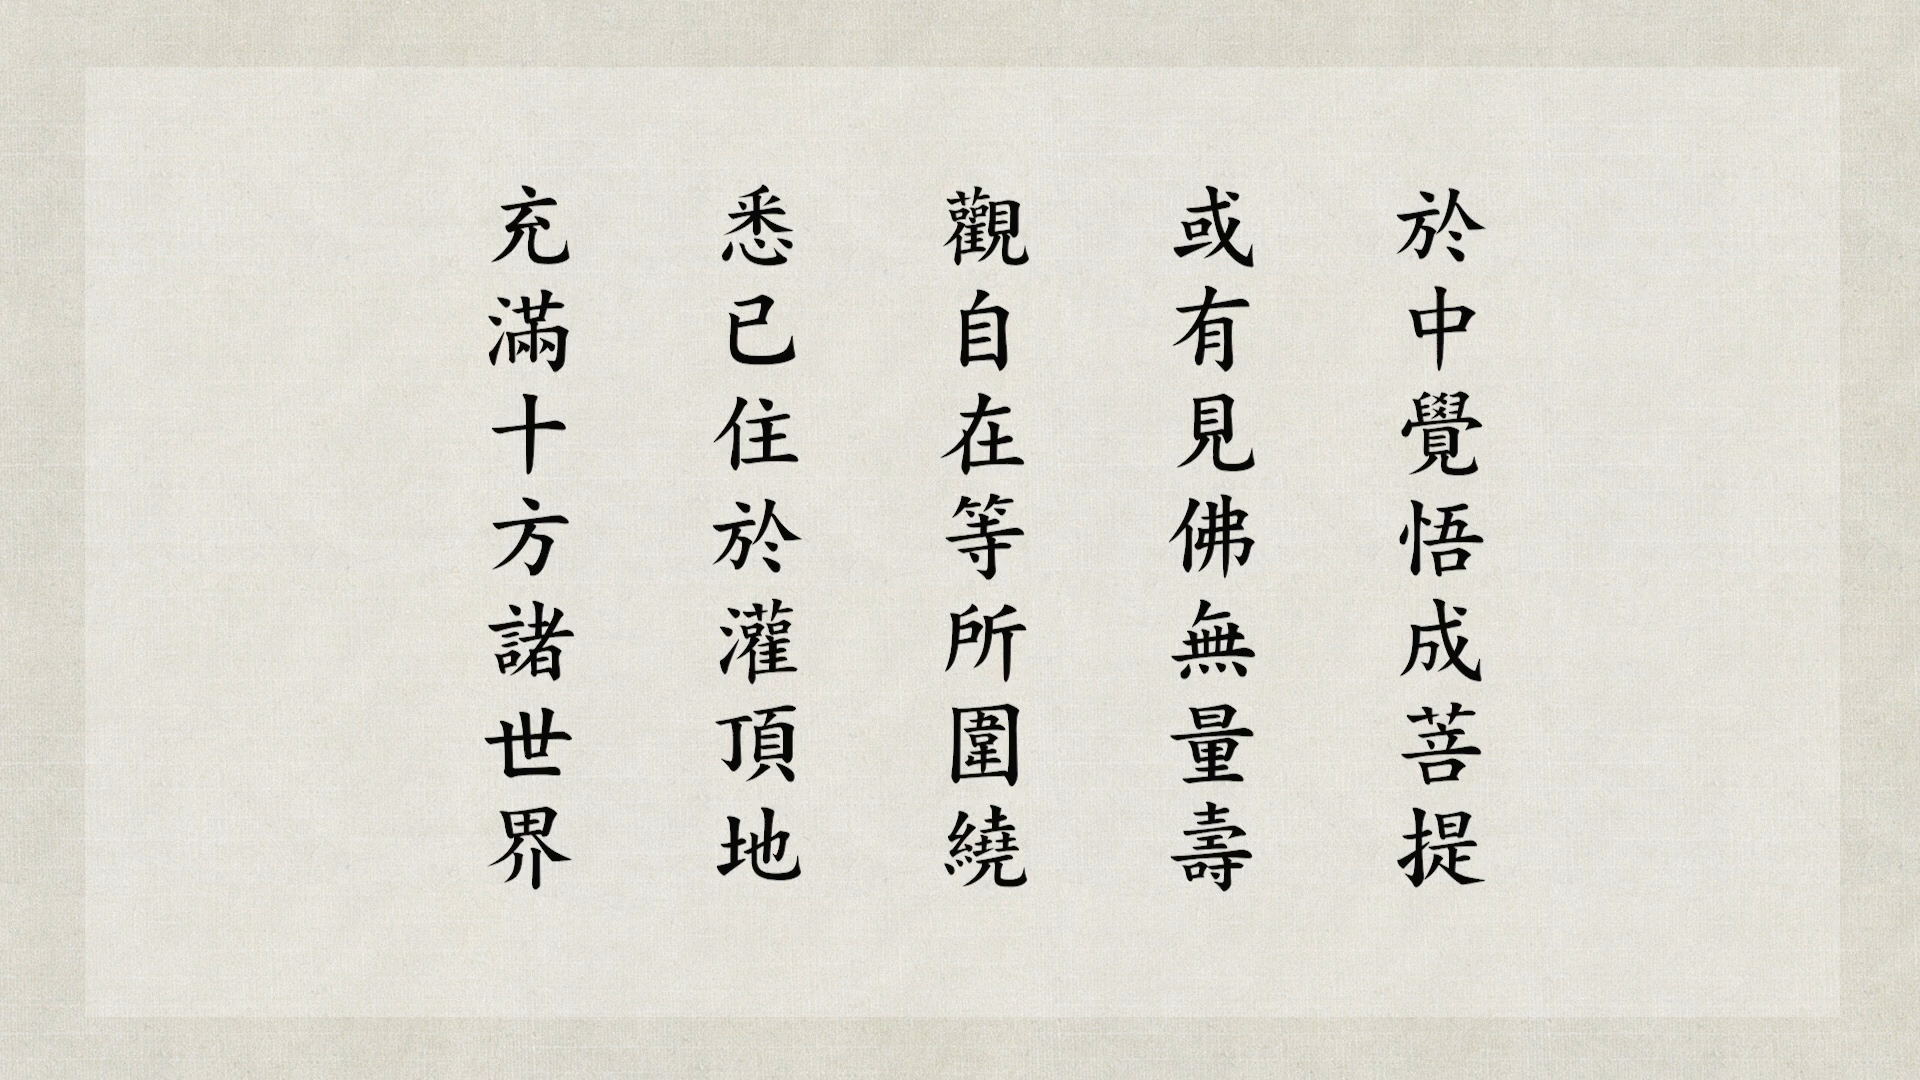 於中覺悟成菩提
或有見佛無量壽
觀自在等所圍繞
悉已住於灌頂地
充滿十方諸世界